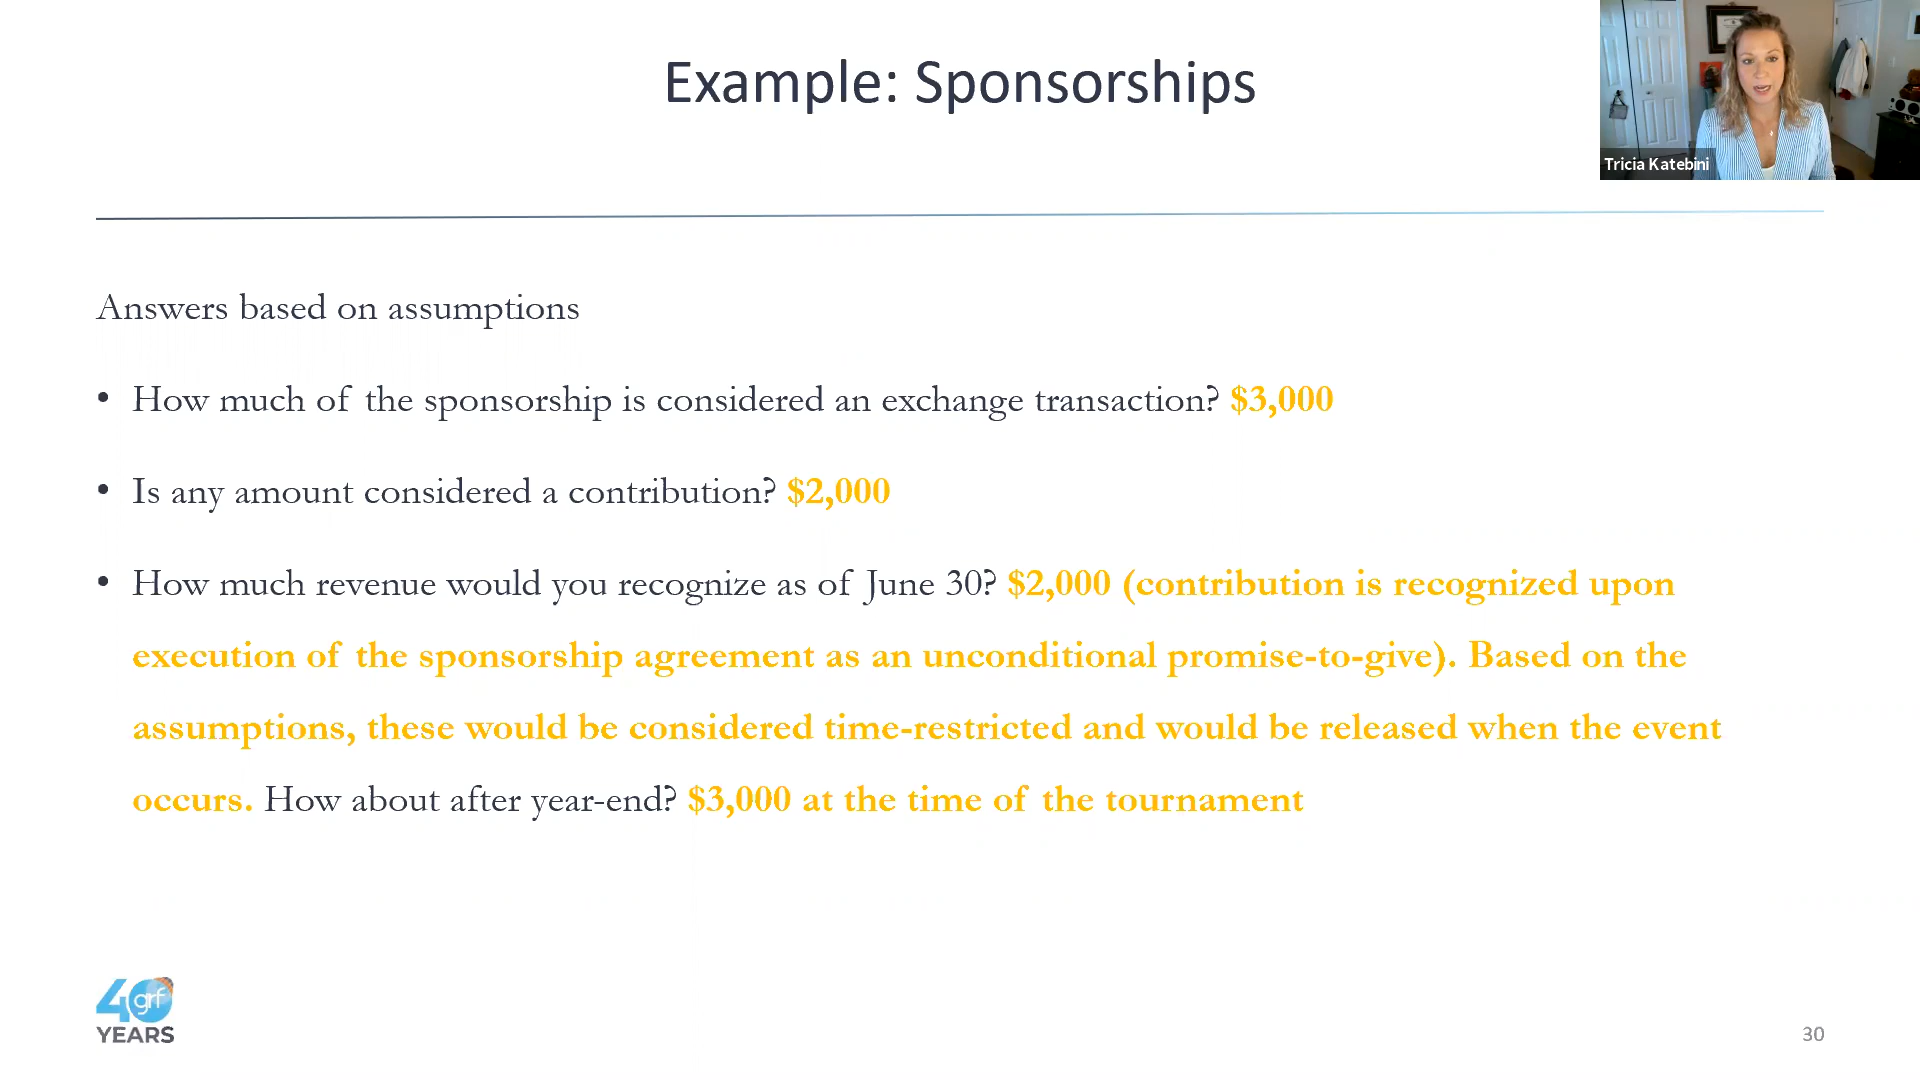 Example: Sponsorships
Tricia Katebini
Answers based on assumptions
• How much of the sponsorship is considered an exchange transaction? $3,000
• Is any amount considered a contribution? $2,000
• How much revenue would you recognize as of June 30? $2,000 (contribution is recognized upon
execution of the sponsorship agreement as an unconditional promise-to-give). Based on the
assumptions, these would be considered time-restricted and would be released when the event
occurs. How about after year-end? $3,000 at the time of the tournament
40 grf
YEARS
30